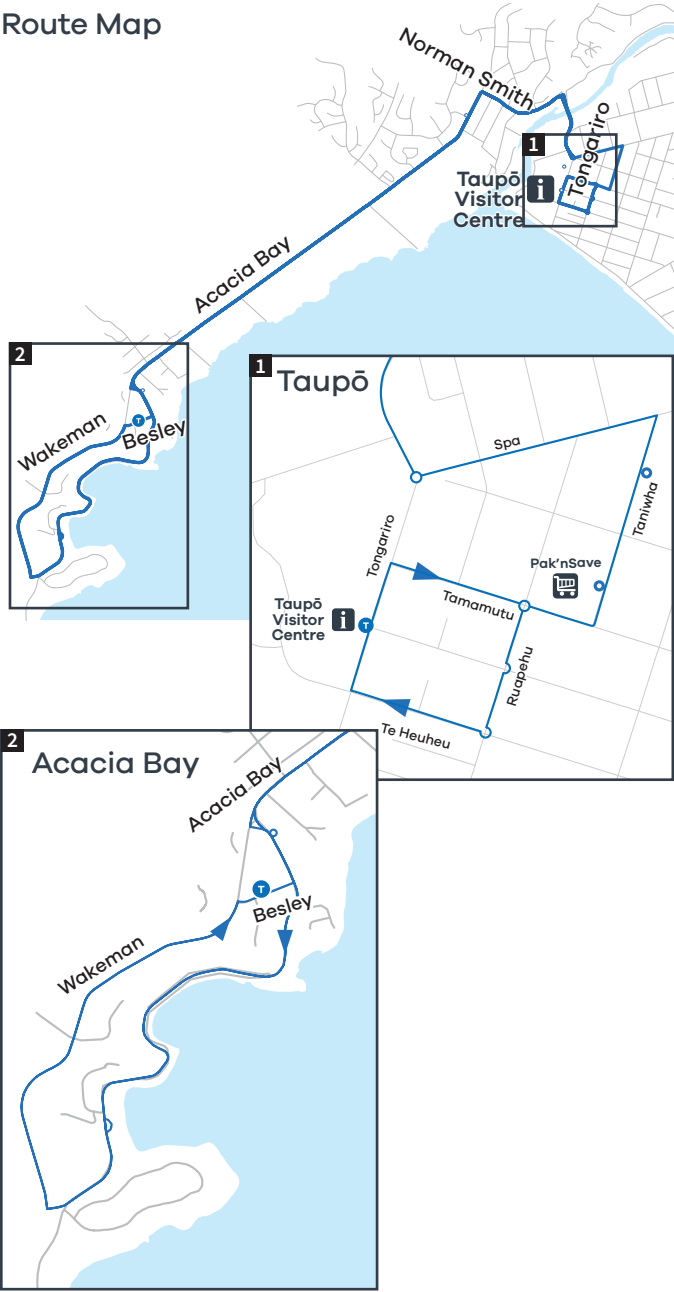 Route Map
Norman Smith
Tongariro
1
Taupō
Visitor
Centre
i
Acacia Bay
2
Wakeman
T
Besley
1
Taupō
Spa
Taniwha
Tongariro
Pak'nSave
Tamamutu
Taupō
Visitor
Centre
i
T
Ruapehu
Te Heuheu
2
Acacia Bay
Acacia Bay
T
Besley
Wakeman